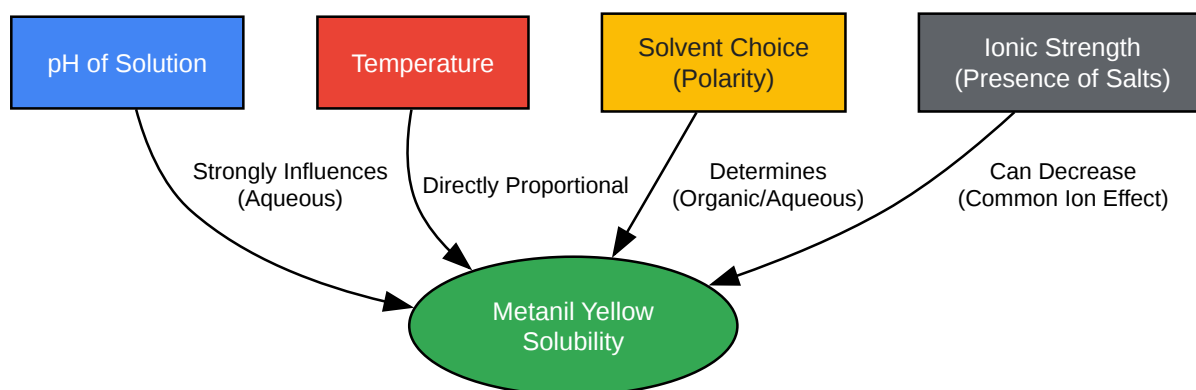 pH of Solution
Temperature
Solvent Choice
(Polarity)
Ionic Strength
(Presence of Salts)
Strongly Influences
(Aqueous)
Directly Proportional
Determines
(Organic/Aqueous)
Can Decrease
(Common Ion Effect)
Metanil Yellow
Solubility